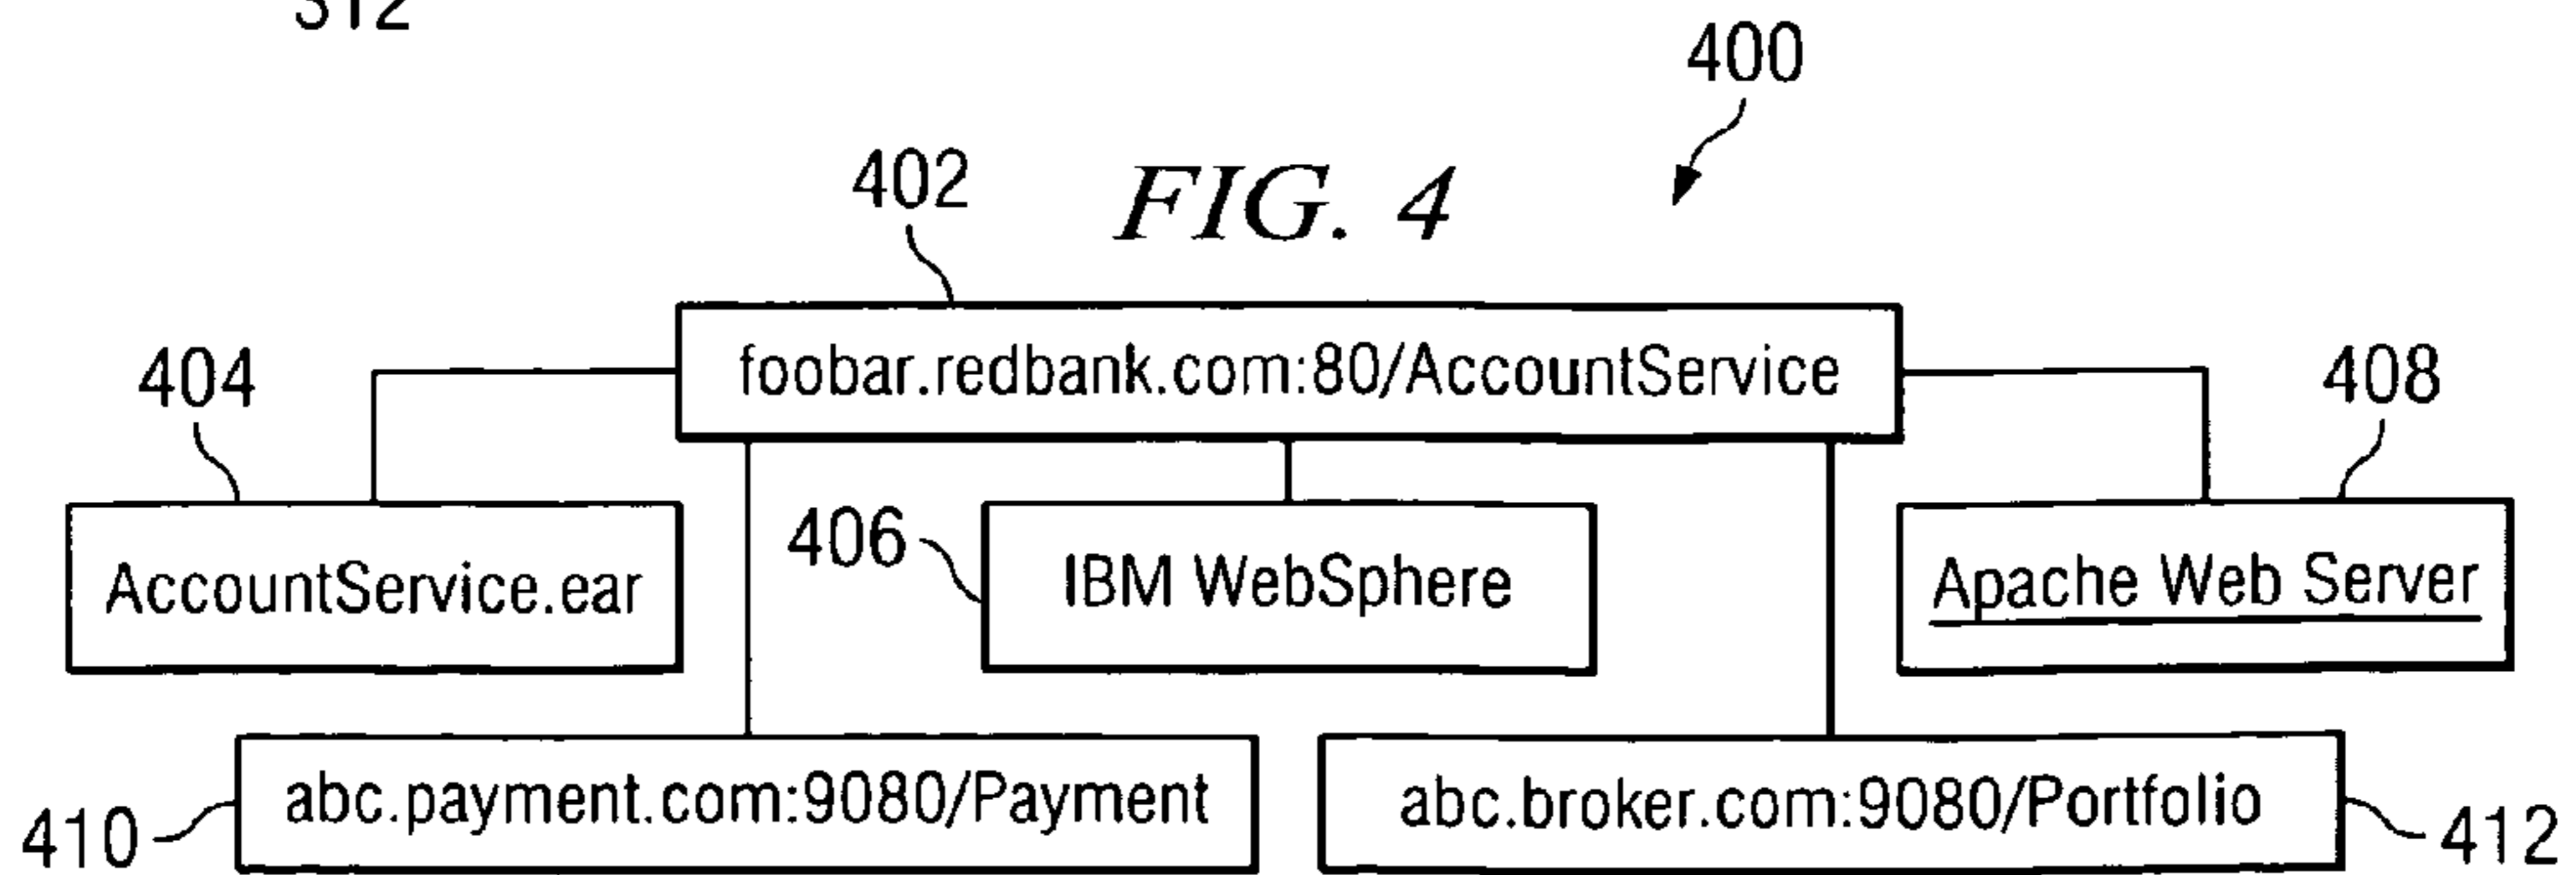 312
400
402
FIG. 4
foobar.redbank.com:80/AccountService
404
408
AccountService.ear
406
IBM WebSphere
Apache Web Server
abc.payment.com:9080/Payment
abc.broker.com:9080/Portfolio
410
412